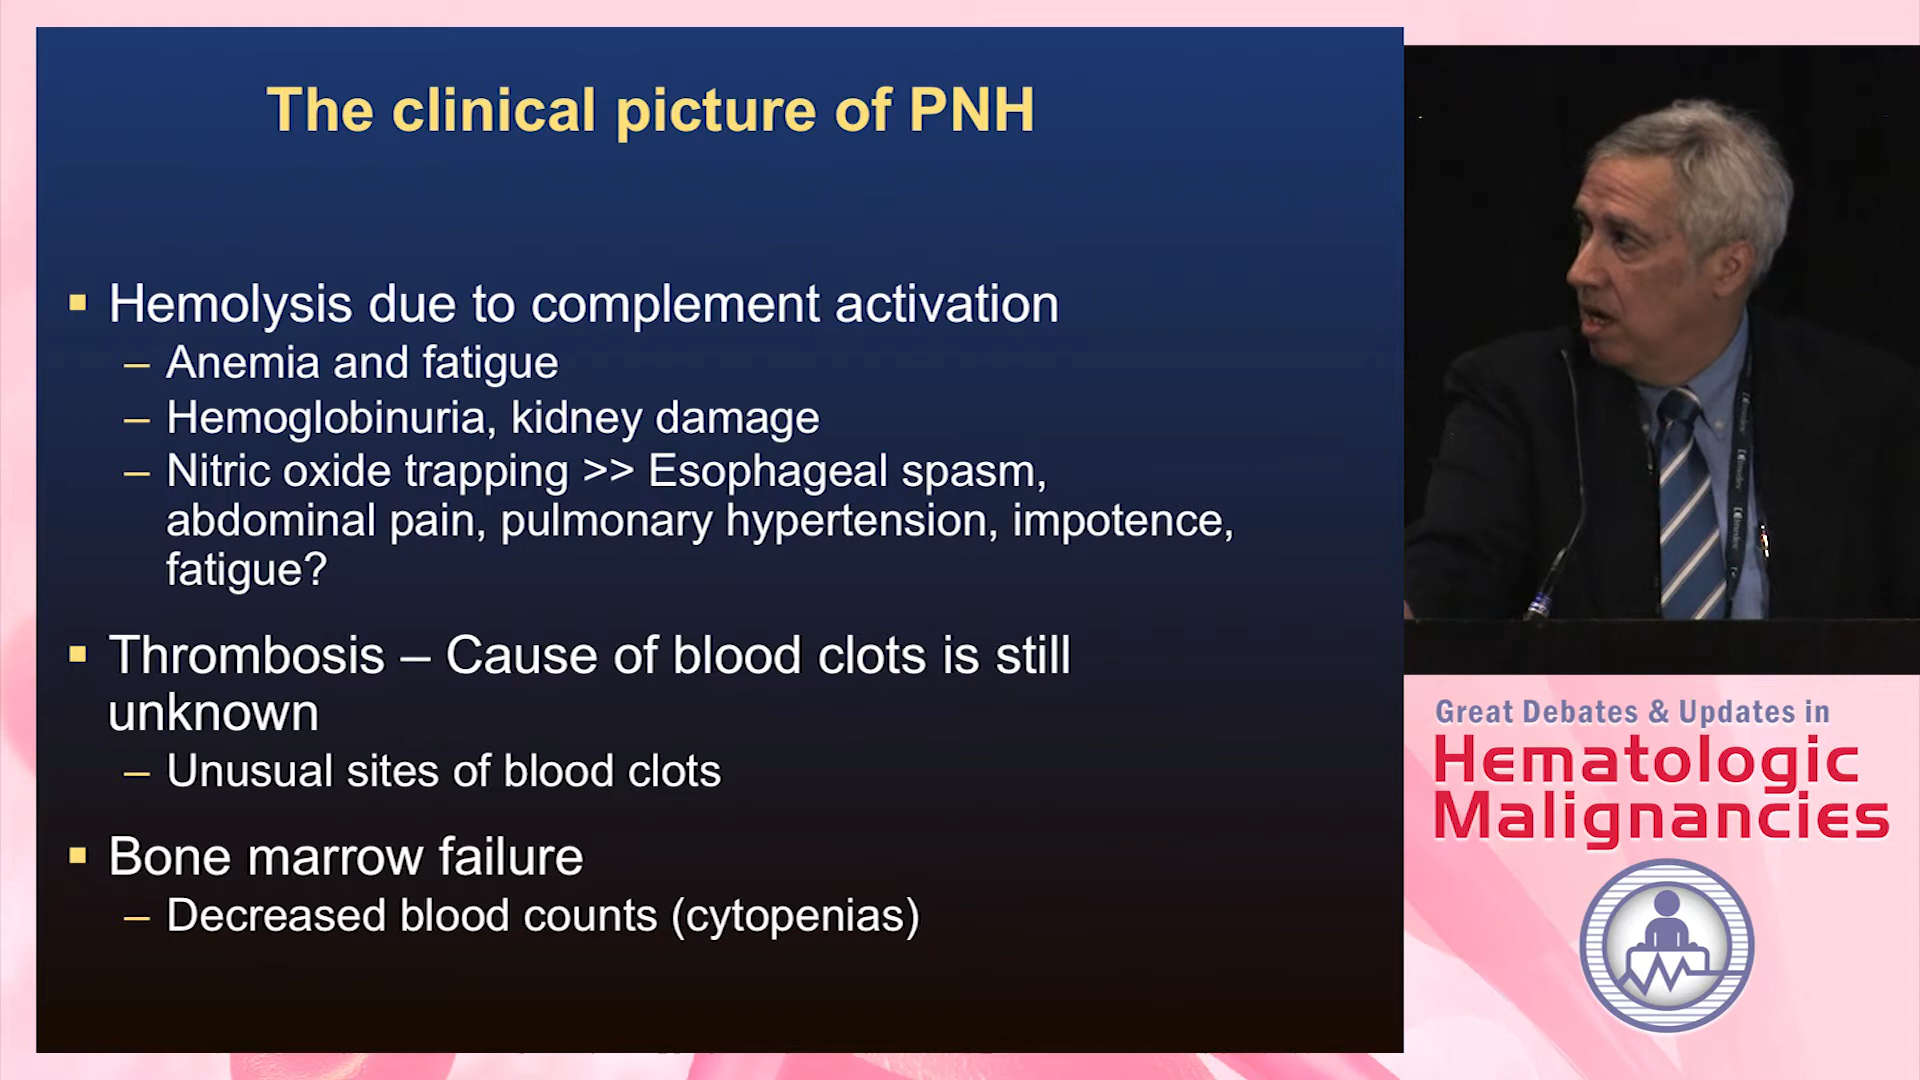 The clinical picture of PNH
▪ Hemolysis due to complement activation
– Anemia and fatigue
– Hemoglobinuria, kidney damage
– Nitric oxide trapping >> Esophageal spasm,
abdominal pain, pulmonary hypertension, impotence,
fatigue?
▪ Thrombosis – Cause of blood clots is still
unknown
– Unusual sites of blood clots
▪ Bone marrow failure
– Decreased blood counts (cytopenias)
Great Debates & Updates in
Hematologic
Malignancies